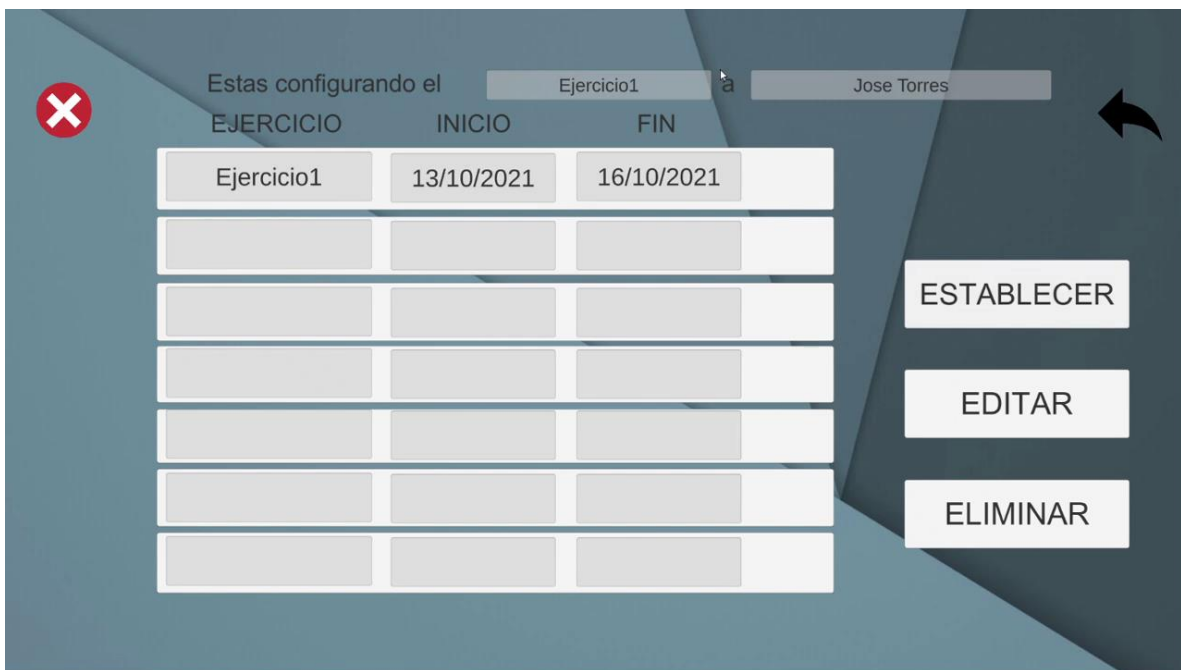 Estas configurando el Ejercicio1 a Jose Torres
EJERCICIO INICIO FIN
Ejercicio1 13/10/2021 16/10/2021
ESTABLECER
EDITAR
ELIMINAR